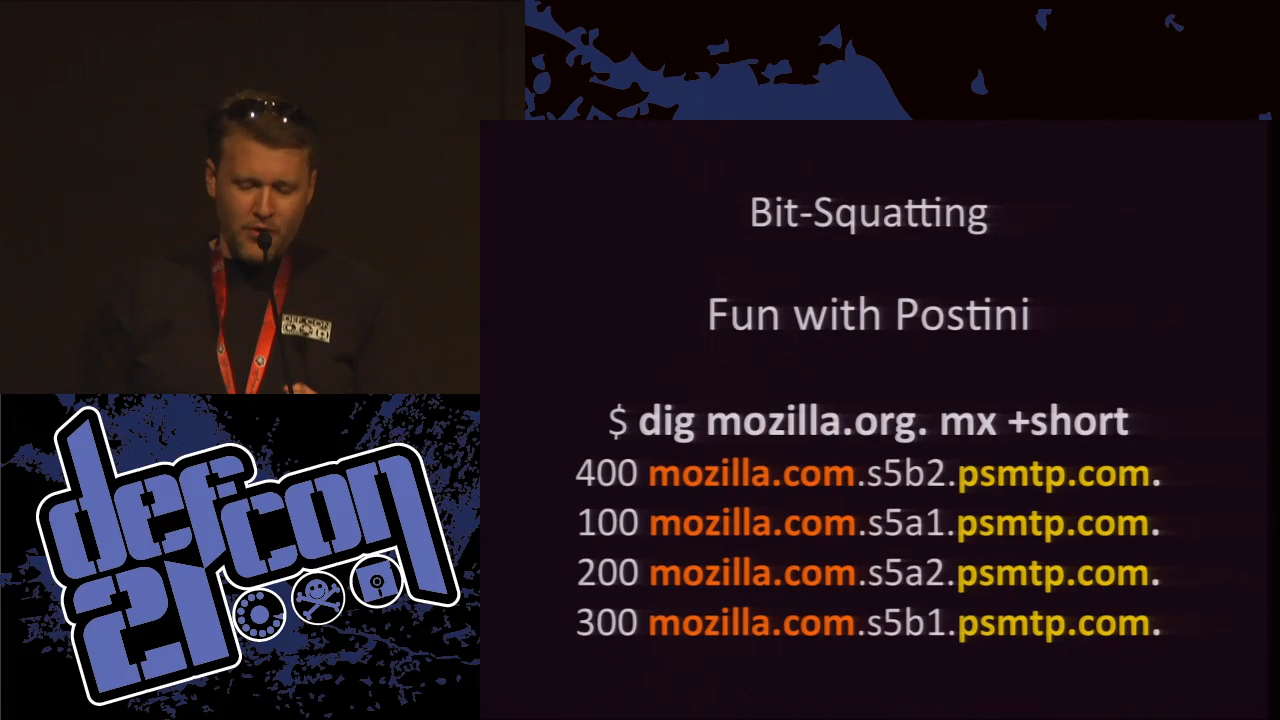 DEF CON
Bit-Squatting
Fun with Postini
$ dig mozilla.org. mx +short
400 mozilla.com.s5b2.psmtp.com.
100 mozilla.com.s5a1.psmtp.com.
200 mozilla.com.s5a2.psmtp.com.
300 mozilla.com.s5b1.psmtp.com.
defcon
21